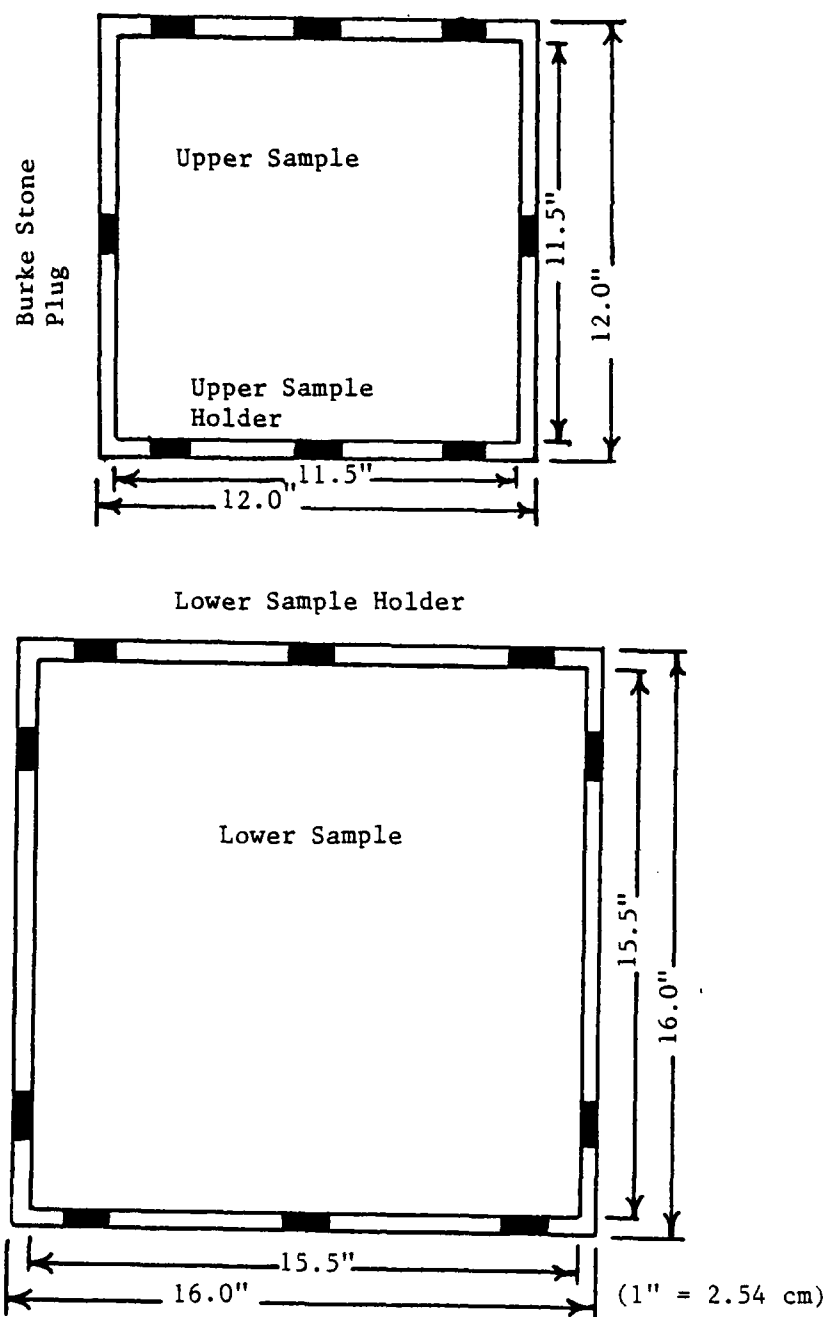 Upper Sample
Burke Stone
Plug
11.5"
12.0"
Upper Sample
Holder
11.5"
12.0"
Lower Sample Holder
Lower Sample
15.5"
16.0"
15.5"
16.0"
(1" = 2.54 cm)